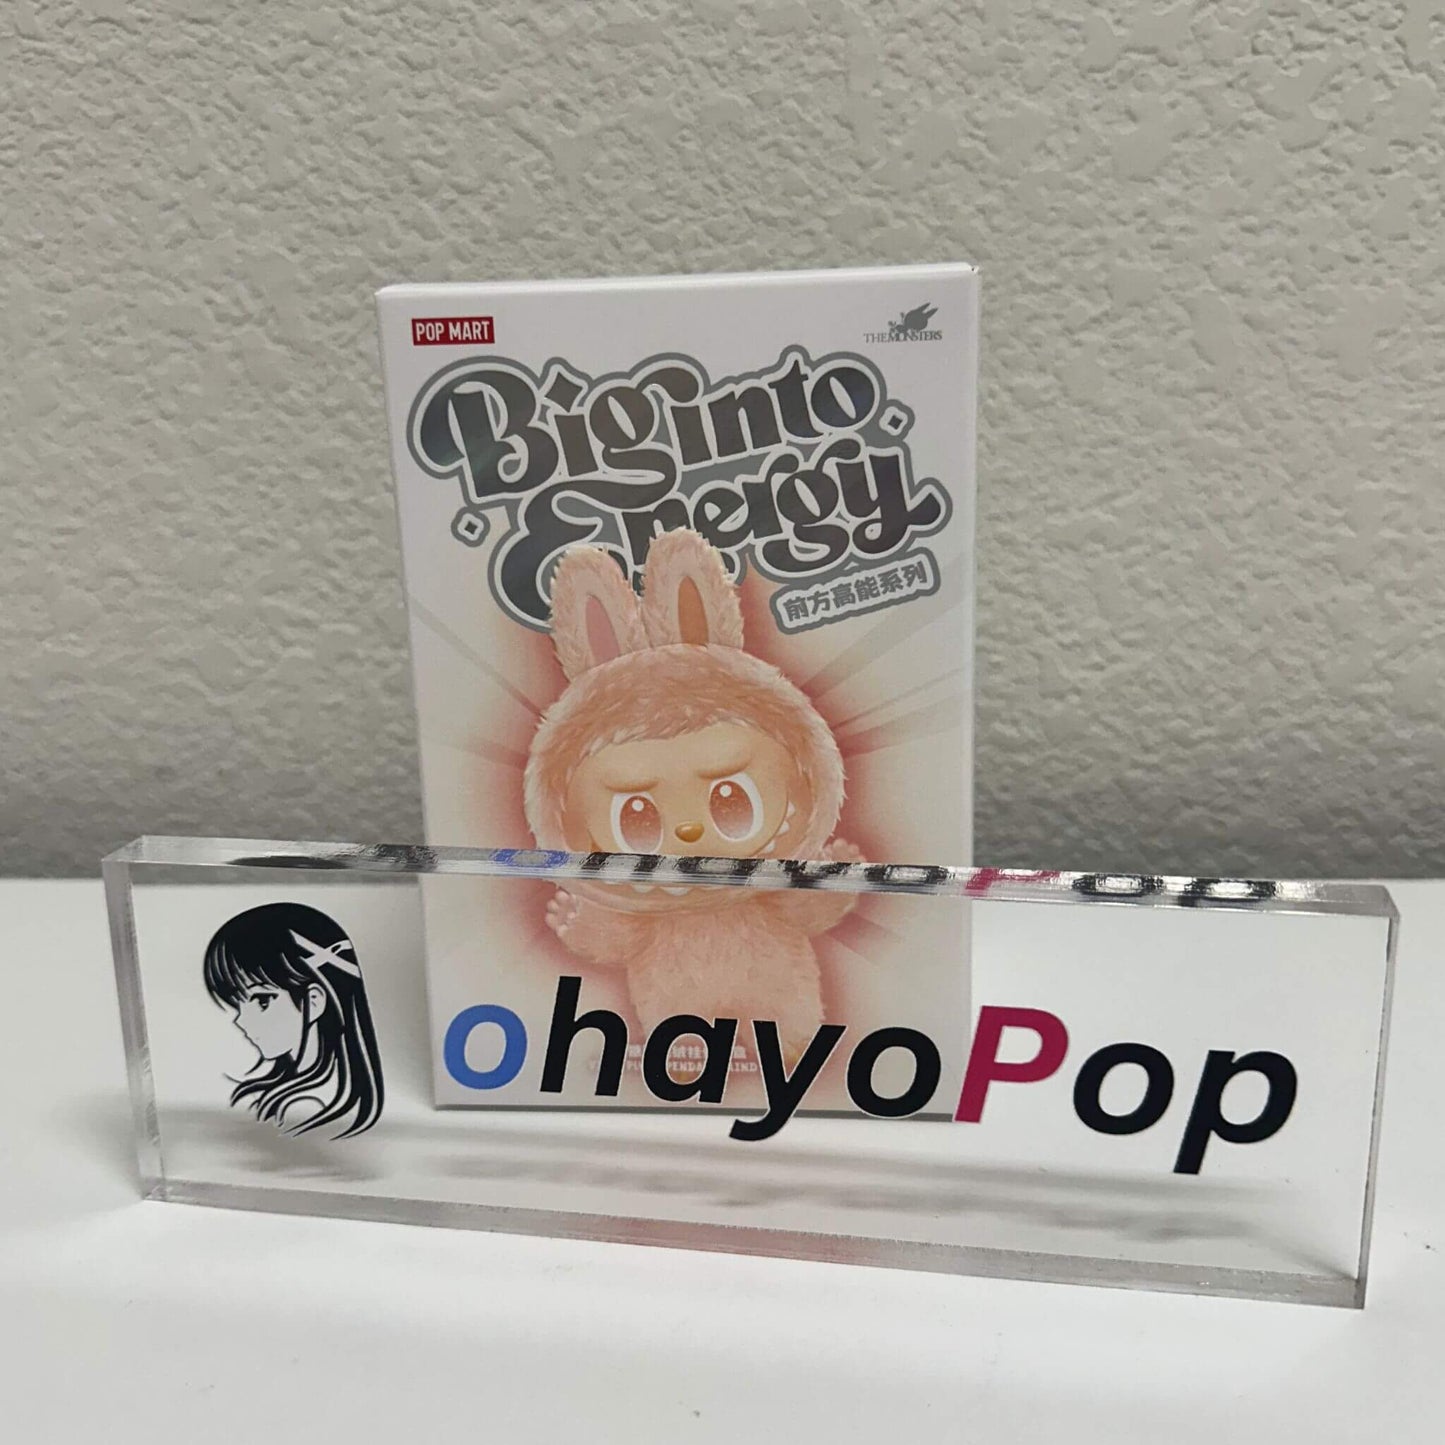 POP MART
THE MONSTERS
Big into
Energy
前方高能系列
ohayoPop